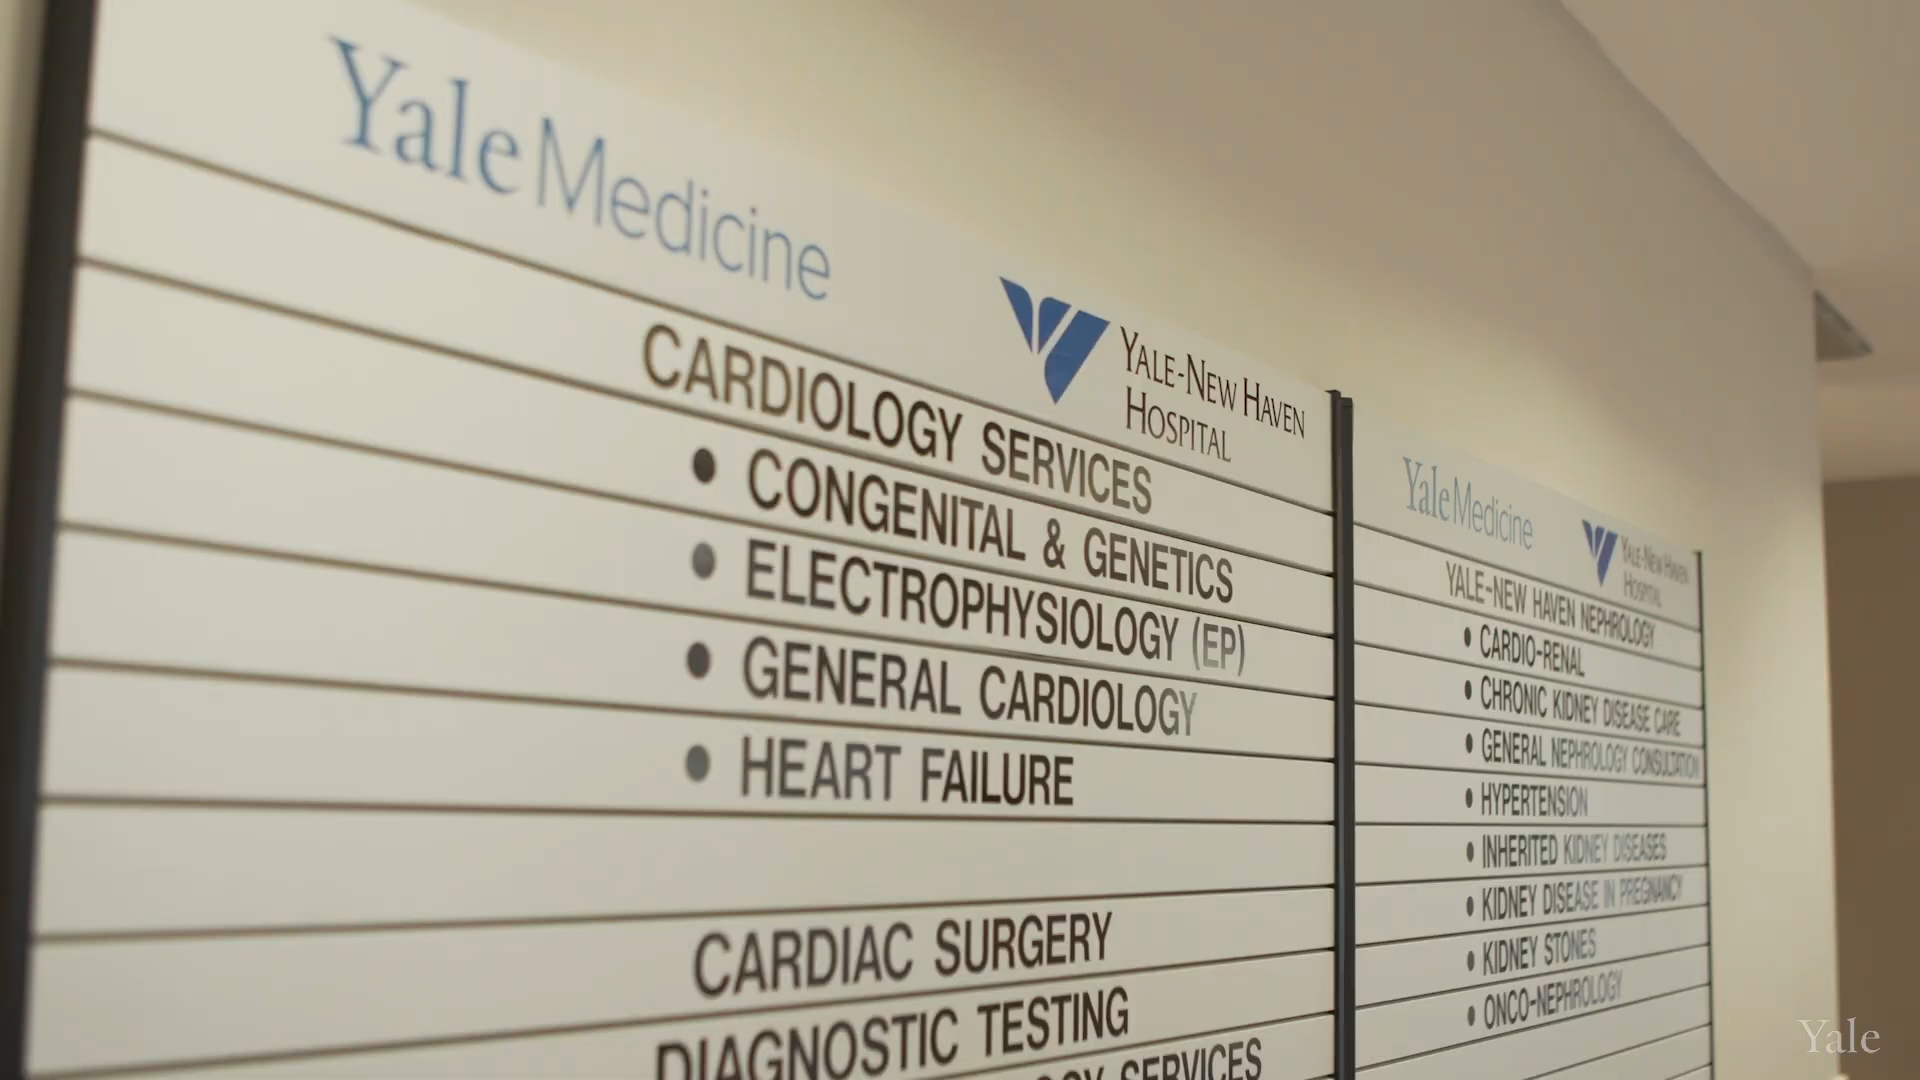 Yale Medicine
YALE-NEW HAVEN
HOSPITAL
CARDIOLOGY SERVICES
• CONGENITAL & GENETICS
• ELECTROPHYSIOLOGY (EP)
• GENERAL CARDIOLOGY
• HEART FAILURE
CARDIAC SURGERY
DIAGNOSTIC TESTING
SERVICES
Yale Medicine
YALE-NEW HAVEN
HOSPITAL
YALE-NEW HAVEN NEPHROLOGY
• CARDIO-RENAL
• CHRONIC KIDNEY DISEASE CARE
• GENERAL NEPHROLOGY CONSULTATION
• HYPERTENSION
• INHERITED KIDNEY DISEASES
• KIDNEY DISEASE IN PREGNANCY
• KIDNEY STONES
• ONCO-NEPHROLOGY
Yale